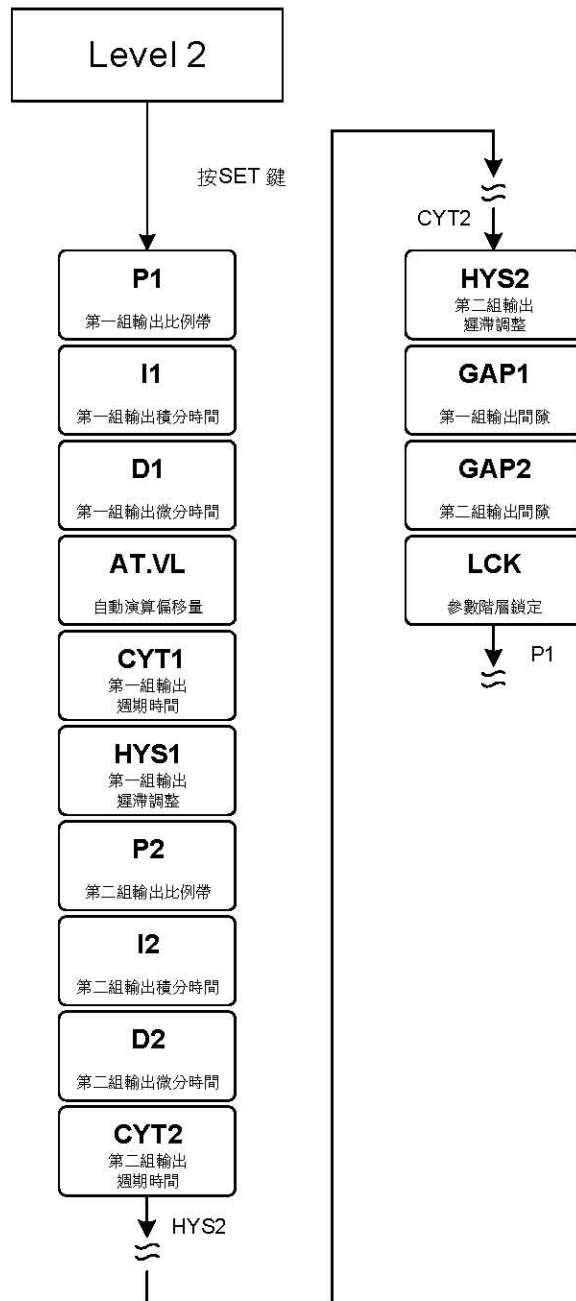 Level 2
按SET 鍵
P1
第一組輸出比例帶
I1
第一組輸出積分時間
D1
第一組輸出微分時間
AT.VL
自動演算偏移量
CYT1
第一組輸出
週期時間
HYS1
第一組輸出
遲滯調整
P2
第二組輸出比例帶
I2
第二組輸出積分時間
D2
第二組輸出微分時間
CYT2
第二組輸出
週期時間
HYS2
CYT2
HYS2
第二組輸出
遲滯調整
GAP1
第一組輸出間隙
GAP2
第二組輸出間隙
LCK
參數階層鎖定
P1